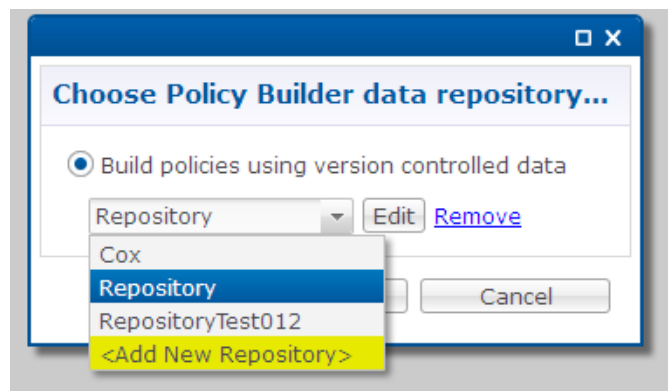 Choose Policy Builder data repository...
Build policies using version controlled data
Repository Edit Remove
Cox
Repository
RepositoryTest012
Cancel
<Add New Repository>